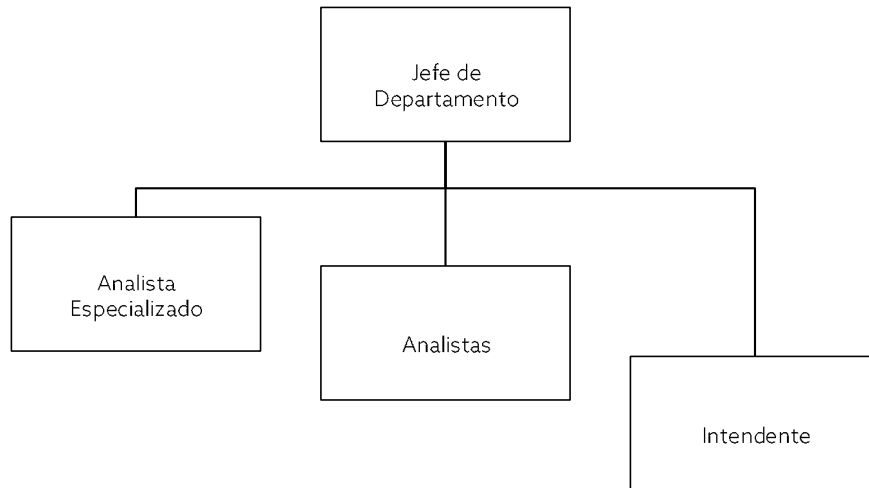 Jefe de
Departamento
Analista
Especializado
Analistas
Intendente